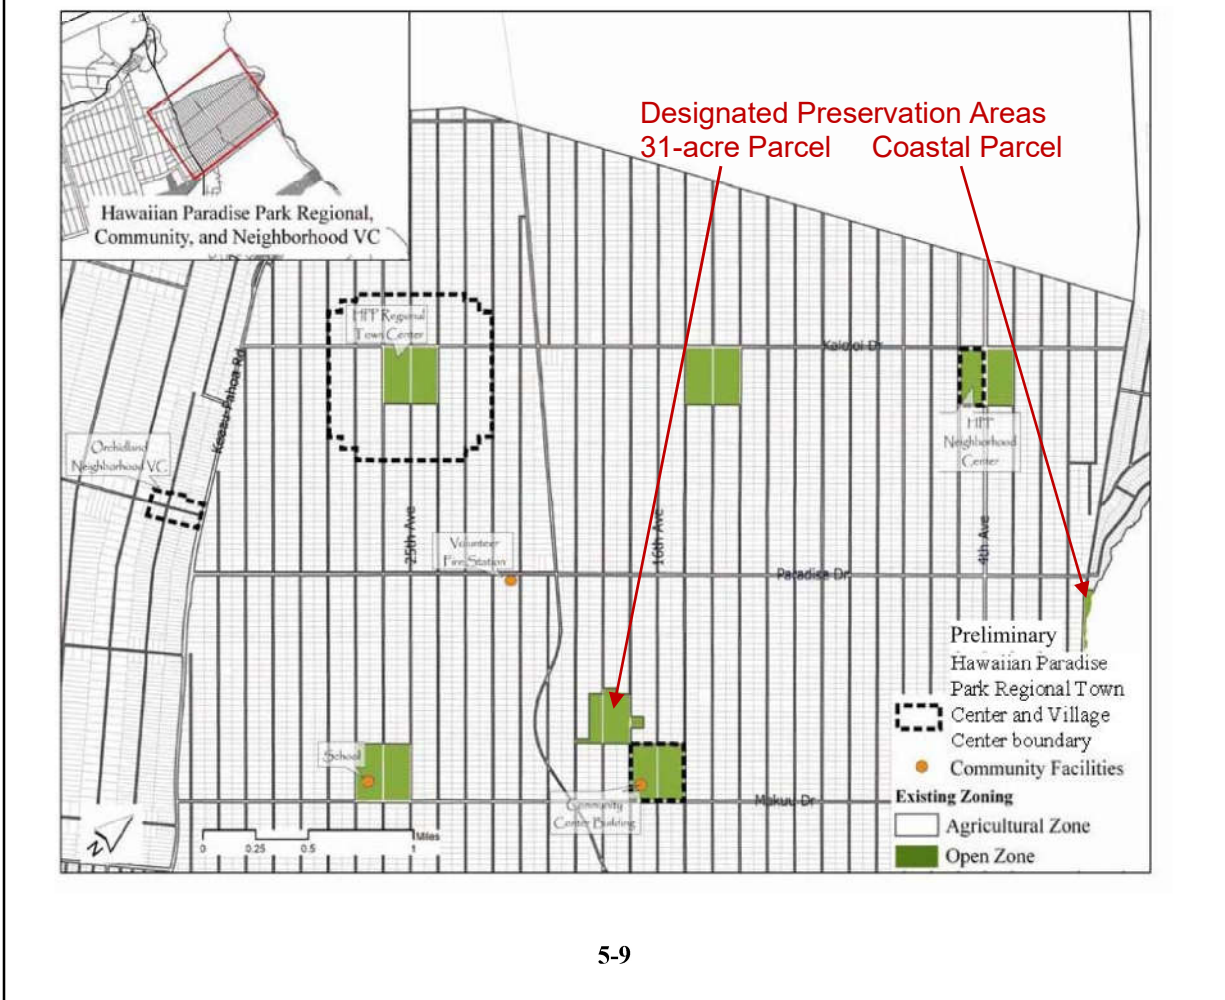 Designated Preservation Areas
31-acre Parcel Coastal Parcel
Hawaiian Paradise Park Regional,
Community, and Neighborhood VC
HPP Regional
Town Center
Kaloloi Dr
Keeau Pahoa Rd
Orchidland
Neighborhood VC
HPP
Neighborhood
Center
25th Ave
16th Ave
4th Ave
Volunteer
Fire Station
Paradise Dr
School
Community
Center Building
Makuu Dr
Preliminary
Hawaiian Paradise
Park Regional Town
Center and Village
Center boundary
Community Facilities
Existing Zoning
Agricultural Zone
Open Zone
N
Miles
0 0.25 0.5 1
5-9